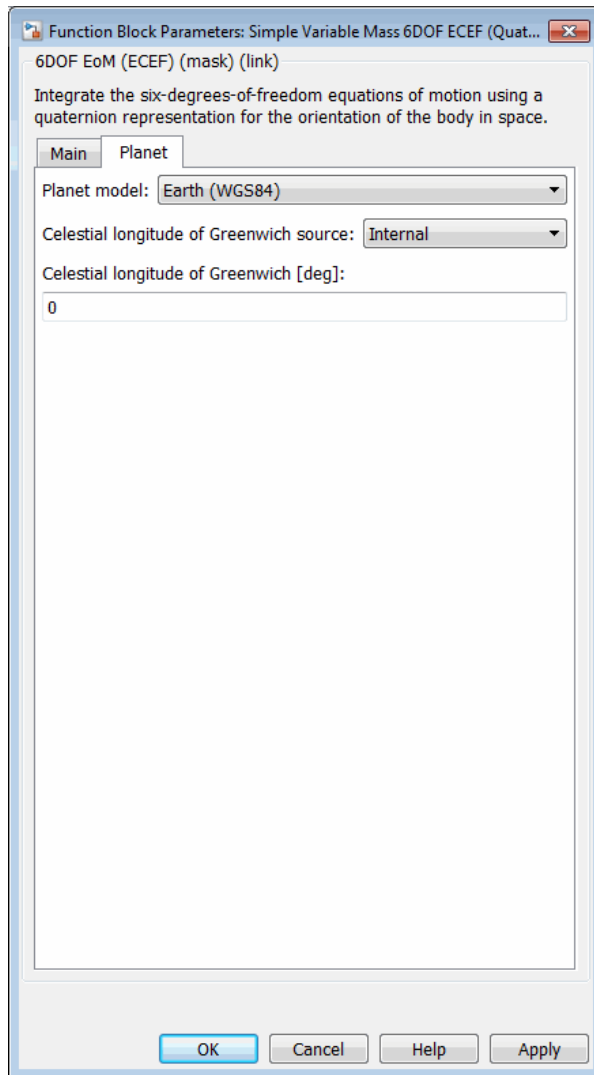 Function Block Parameters: Simple Variable Mass 6DOF ECEF (Quat...
6DOF EoM (ECEF) (mask) (link)
Integrate the six-degrees-of-freedom equations of motion using a
quaternion representation for the orientation of the body in space.
Main Planet
Planet model: Earth (WGS84)
Celestial longitude of Greenwich source: Internal
Celestial longitude of Greenwich [deg]:
0
OK Cancel Help Apply